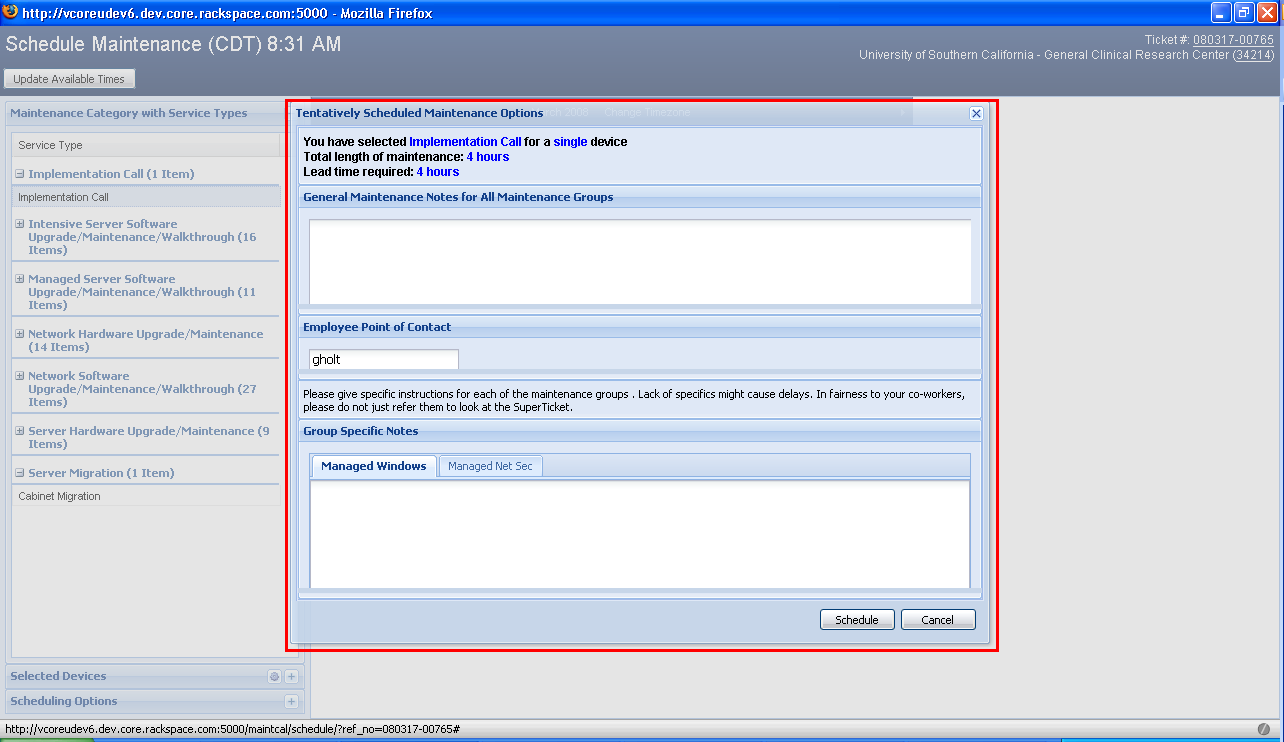 http://vcoreudev6.dev.core.rackspace.com:5000 - Mozilla Firefox
Schedule Maintenance (CDT) 8:31 AM
Ticket #: 080317-00765
University of Southern California - General Clinical Research Center (34214)
Update Available Times
Maintenance Category with Service Types
Service Type
Implementation Call (1 Item)
Implementation Call
Intensive Server Software
Upgrade/Maintenance/Walkthrough (16
Items)
Managed Server Software
Upgrade/Maintenance/Walkthrough (11
Items)
Network Hardware Upgrade/Maintenance
(14 Items)
Network Software
Upgrade/Maintenance/Walkthrough (27
Items)
Server Hardware Upgrade/Maintenance (9
Items)
Server Migration (1 Item)
Cabinet Migration
Selected Devices
Scheduling Options
Tentatively Scheduled Maintenance Options
Change Timezone
You have selected Implementation Call for a single device
Total length of maintenance: 4 hours
Lead time required: 4 hours
General Maintenance Notes for All Maintenance Groups
Employee Point of Contact
gholt
Please give specific instructions for each of the maintenance groups . Lack of specifics might cause delays. In fairness to your co-workers,
please do not just refer them to look at the SuperTicket.
Group Specific Notes
Managed Windows
Managed Net Sec
Schedule
Cancel
http://vcoreudev6.dev.core.rackspace.com:5000/maintcal/schedule/?ref_no=080317-00765#